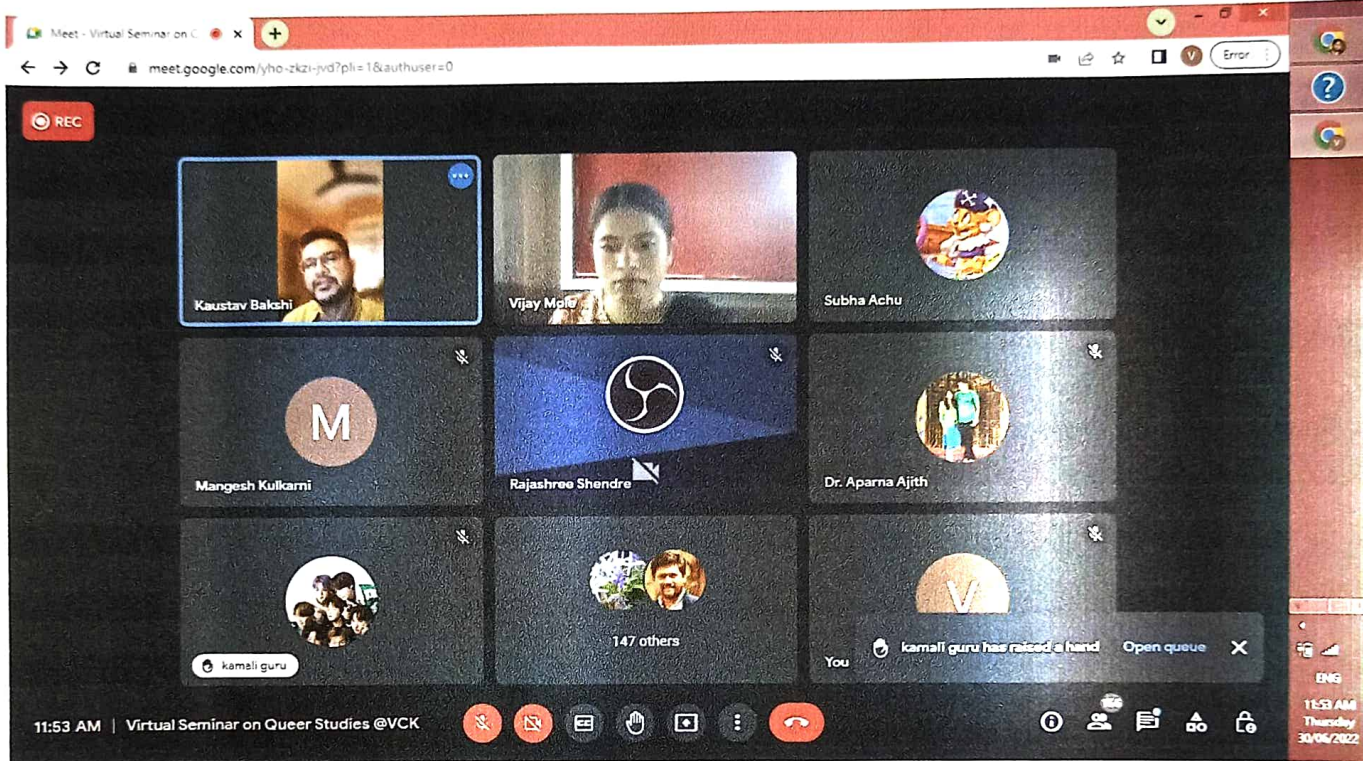 Meet - Virtual Seminar on
meet.google.com/yho-zkzi-jvd?pli=1&authuser=0
V
Error
REC
Kaustav Bakshi
Vijay
Subha Achu
M
Mangesh Kulkarni
Rajashree Shendre
Dr. Aparna Ajith
kamali guru
147 others
V
You
kamali guru has raised a hand Open queue
11:53 AM | Virtual Seminar on Queer Studies @VCK
ENG
11:53 AM
Thursday
30/06/2022